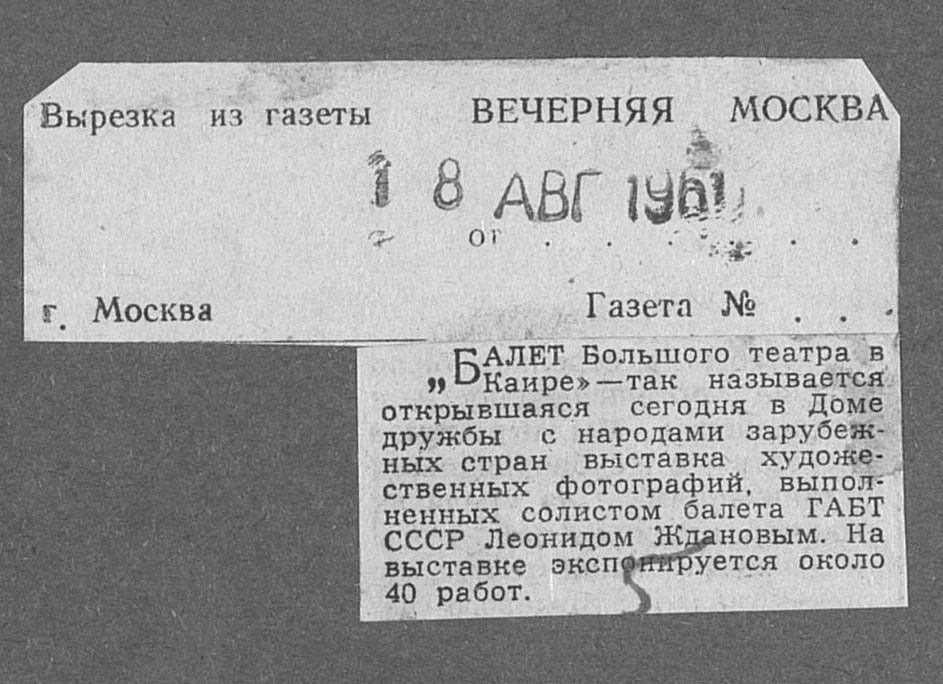 Вырезка из газеты ВЕЧЕРНЯЯ МОСКВА
18 АВГ 1961
от . . . . . .
г. Москва Газета № . . .
„БАЛЕТ Большого театра в
Каире»—так называется
открывшаяся сегодня в Доме
дружбы с народами зарубеж-
ных стран выставка художе-
ственных фотографий, выпол-
ненных солистом балета ГАБТ
СССР Леонидом Ждановым. На
выставке экспонируется около
40 работ.